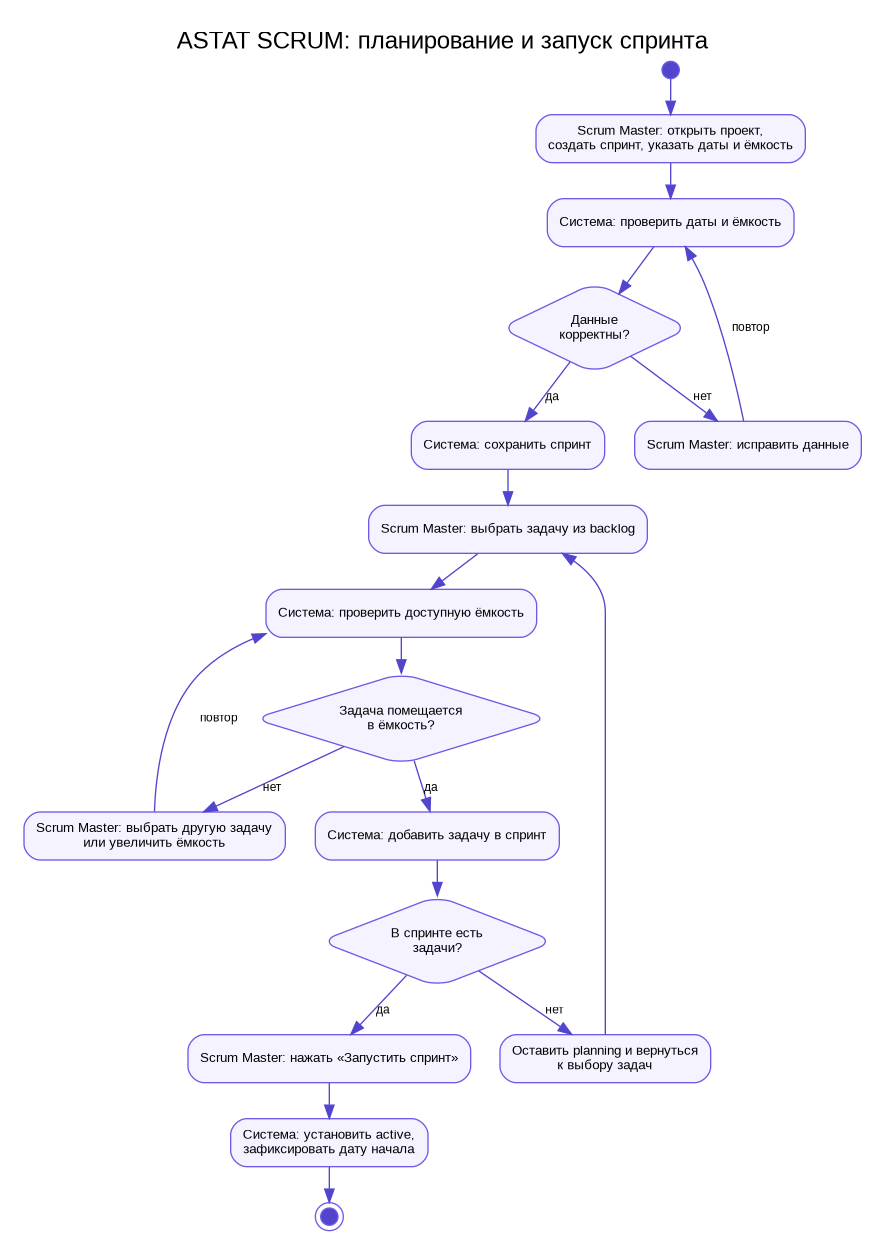 ASTAT SCRUM: планирование и запуск спринта
Scrum Master: открыть проект,
создать спринт, указать даты и ёмкость
Система: проверить даты и ёмкость
Данные
корректны?
повтор
да
нет
Система: сохранить спринт
Scrum Master: исправить данные
Scrum Master: выбрать задачу из backlog
Система: проверить доступную ёмкость
Задача помещается
в ёмкость?
повтор
нет
да
Scrum Master: выбрать другую задачу
или увеличить ёмкость
Система: добавить задачу в спринт
В спринте есть
задачи?
да
нет
Scrum Master: нажать «Запустить спринт»
Оставить planning и вернуться
к выбору задач
Система: установить active,
зафиксировать дату начала